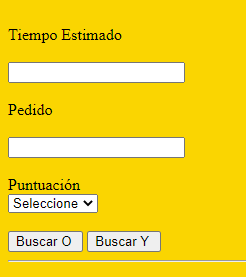 Tiempo Estimado
Pedido
Puntuación
Seleccione
Buscar O Buscar Y